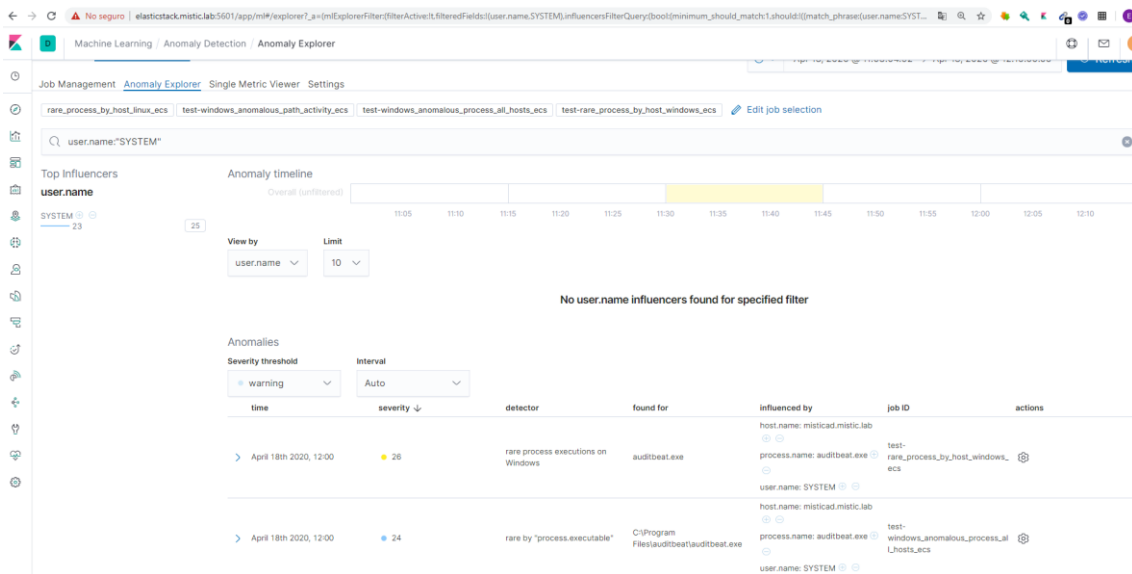 No seguro | elasticstack.mistic.lab:5601/app/ml#/explorer?_a=(mlExplorerFilter:(filterActive:!t,filteredFields:!(user.name,SYSTEM),influencersFilterQuery:(bool:(minimum_should_match:1,should:!((match_phrase:(user.name:SYST...
D Machine Learning / Anomaly Detection / Anomaly Explorer
Job Management Anomaly Explorer Single Metric Viewer Settings
rare_process_by_host_linux_ecs test-windows_anomalous_path_activity_ecs test-windows_anomalous_process_all_hosts_ecs test-rare_process_by_host_windows_ecs Edit job selection
user.name:"SYSTEM"
Top Influencers
user.name
SYSTEM
23 25
Anomaly timeline
Overall (unfiltered)
11:05 11:10 11:15 11:20 11:25 11:30 11:35 11:40 11:45 11:50 11:55 12:00 12:05 12:10
View by Limit
user.name 10
No user.name influencers found for specified filter
Anomalies
Severity threshold Interval
warning Auto
time severity detector found for influenced by job ID actions
April 18th 2020, 12:00 26 rare process executions on
Windows
auditbeat.exe
host.name: misticad.mistic.lab
process.name: auditbeat.exe
user.name: SYSTEM
test-
rare_process_by_host_windows_
ecs
April 18th 2020, 12:00 24 rare by "process.executable"
C:\Program
Files\auditbeat\auditbeat.exe
host.name: misticad.mistic.lab
process.name: auditbeat.exe
user.name: SYSTEM
test-
windows_anomalous_process_al
l_hosts_ecs